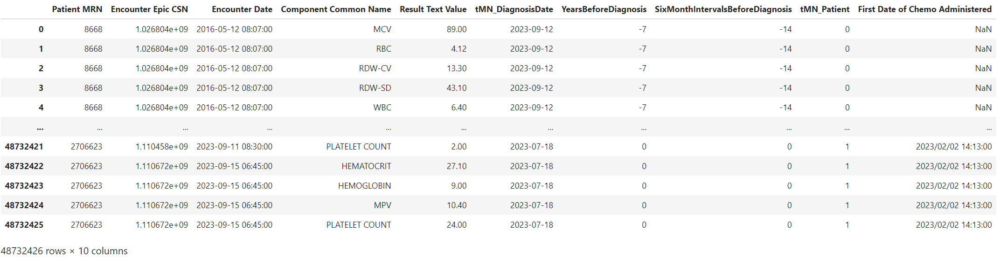 Patient MRN Encounter Epic CSN Encounter Date Component Common Name Result Text Value tMN_DiagnosisDate YearsBeforeDiagnosis SixMonthIntervalsBeforeDiagnosis tMN_Patient First Date of Chemo Administered
0 8668 1.026804e+09 2016-05-12 08:07:00 MCV 89.00 2023-09-12 -7 -14 0 NaN
1 8668 1.026804e+09 2016-05-12 08:07:00 RBC 4.12 2023-09-12 -7 -14 0 NaN
2 8668 1.026804e+09 2016-05-12 08:07:00 RDW-CV 13.30 2023-09-12 -7 -14 0 NaN
3 8668 1.026804e+09 2016-05-12 08:07:00 RDW-SD 43.10 2023-09-12 -7 -14 0 NaN
4 8668 1.026804e+09 2016-05-12 08:07:00 WBC 6.40 2023-09-12 -7 -14 0 NaN
... ... ... ... ... ... ... ... ... ... ...
48732421 2706623 1.110458e+09 2023-09-11 08:30:00 PLATELET COUNT 2.00 2023-07-18 0 0 1 2023/02/02 14:13:00
48732422 2706623 1.110672e+09 2023-09-15 06:45:00 HEMATOCRIT 27.10 2023-07-18 0 0 1 2023/02/02 14:13:00
48732423 2706623 1.110672e+09 2023-09-15 06:45:00 HEMOGLOBIN 9.00 2023-07-18 0 0 1 2023/02/02 14:13:00
48732424 2706623 1.110672e+09 2023-09-15 06:45:00 MPV 10.40 2023-07-18 0 0 1 2023/02/02 14:13:00
48732425 2706623 1.110672e+09 2023-09-15 06:45:00 PLATELET COUNT 24.00 2023-07-18 0 0 1 2023/02/02 14:13:00
48732426 rows × 10 columns